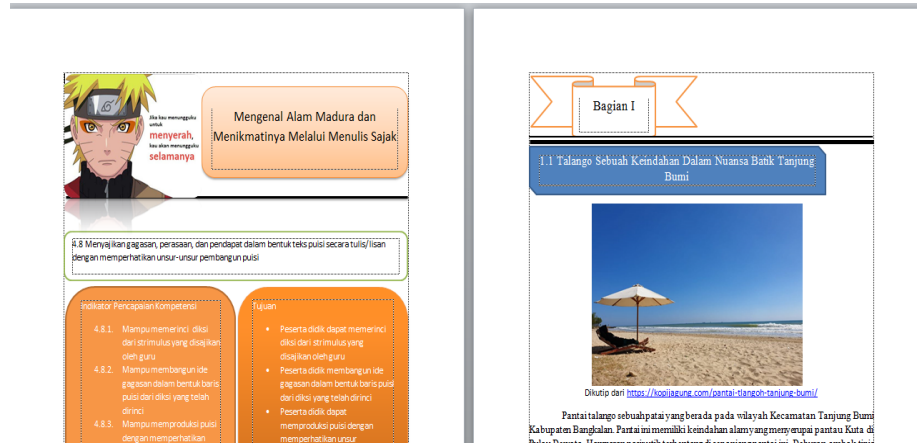 Jika kau menungguku
untuk
menyerah,
kau akan menungguku
selamanya
Mengenal Alam Madura dan
Menikmatinya Melalui Menulis Sajak
4.8 Menyajikan gagasan, perasaan, dan pendapat dalam bentuk teks puisi secara tulis/ lisan
dengan memperhatikan unsur-unsur pembangun puisi
Indikator Pencapaian Kompetensi
4.8.1. Mampu memerinci diksi
dari stimulus yang disajikan
oleh guru
4.8.2. Mampu membangun ide
gagasan dalam bentuk baris
puisi dari diksi yang telah
dirinci
4.8.3. Mampu memproduksi puisi
dengan memperhatikan
Tujuan
• Peserta didik dapat memerinci
diksi dari stimulus yang
disajikan oleh guru
• Peserta didik membangun ide
gagasan dalam bentuk baris puisi
dari diksi yang telah dirinci
• Peserta didik dapat
memproduksi puisi dengan
memperhatikan unsur
Bagian I
1.1 Talango Sebuah Keindahan Dalam Nuansa Batik Tanjung
Bumi
Dikutip dari https://kopijagung.com/pantai-tlangoh-tanjung-bumi/
Pantai talango sebuah patai yang berada pada wilayah Kecamatan Tanjung Bumi
Kabupaten Bangkalan. Pantai ini memiliki keindahan alam yang menyerupai pantau Kuta di